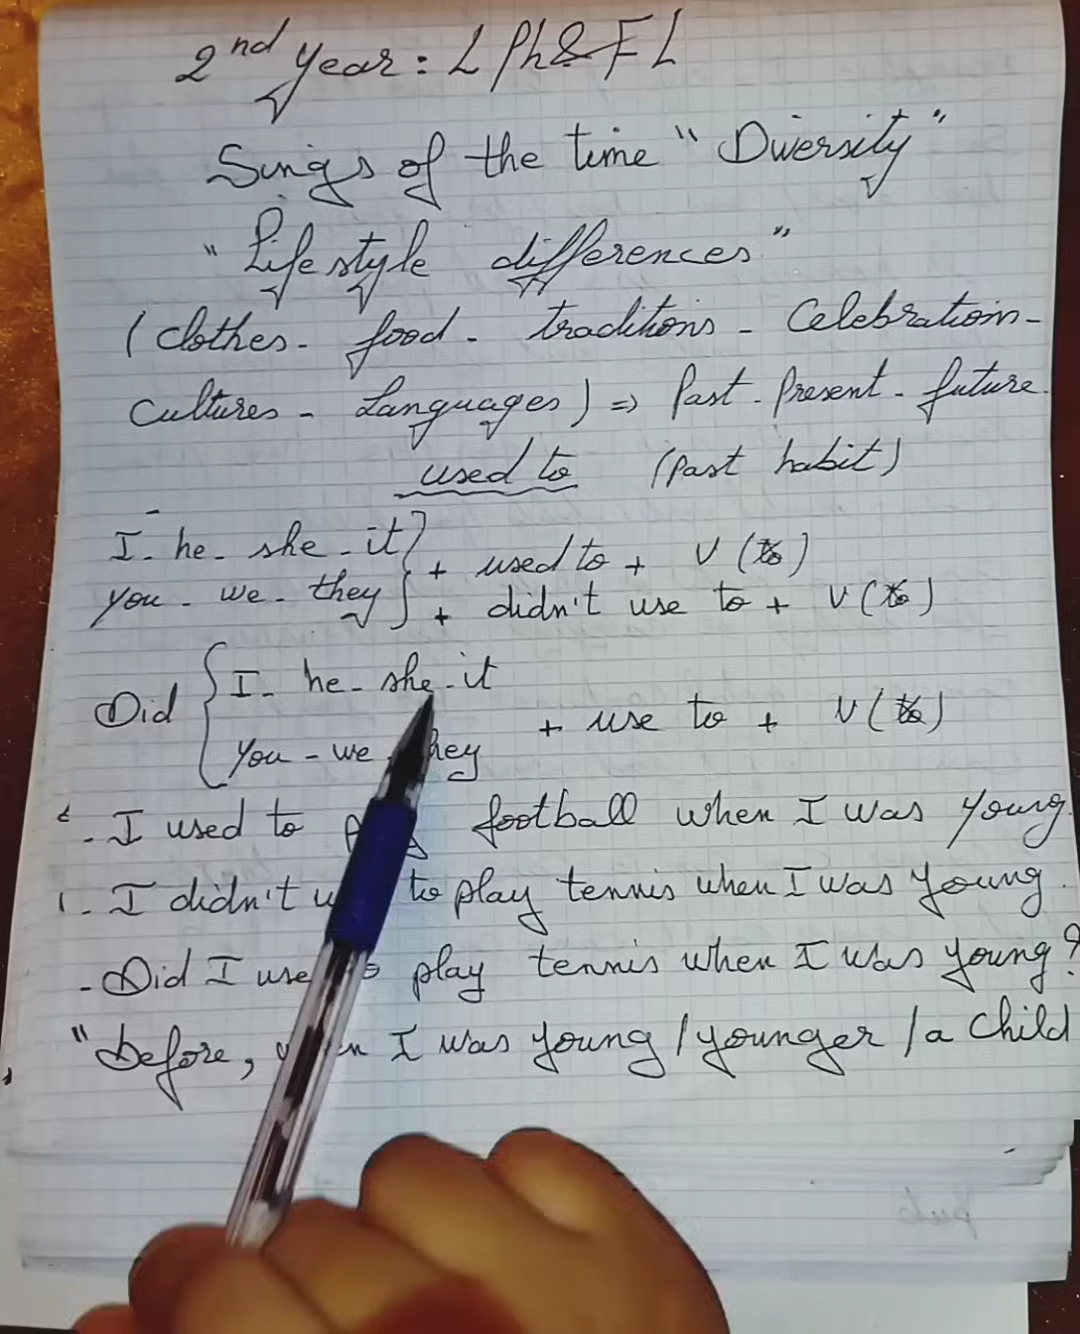 2nd Year: L Ph & F L
Sings of the time "Diversity"
"Lifestyle differences"
(clothes - food - traditions - Celebration -
Cultures - Languages) => Past - Present - future.
used to (Past habit)
I - he - she - it } + used to + V (to)
you - we - they } + didn't use to + V (to)
Did { I - he - she - it
You - we - they + use to + V (to)
- I used to football when I was young.
- I didn't to play tennis when I was young.
- Did I use play tennis when I was young?
"before, I was young / younger / a child